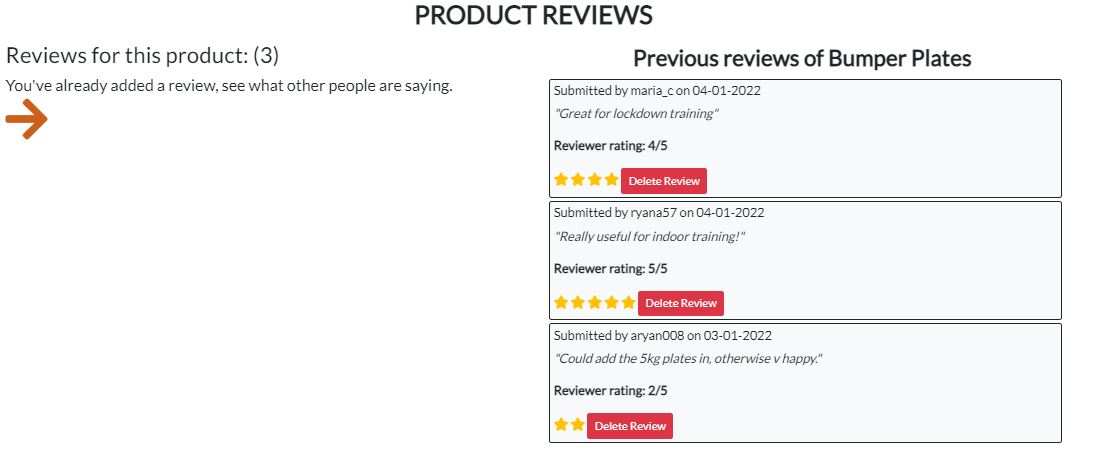 PRODUCT REVIEWS
Reviews for this product: (3)
You've already added a review, see what other people are saying.
Previous reviews of Bumper Plates
Submitted by maria_c on 04-01-2022
"Great for lockdown training"
Reviewer rating: 4/5
Delete Review
Submitted by ryana57 on 04-01-2022
"Really useful for indoor training!"
Reviewer rating: 5/5
Delete Review
Submitted by aryan008 on 03-01-2022
"Could add the 5kg plates in, otherwise v happy."
Reviewer rating: 2/5
Delete Review